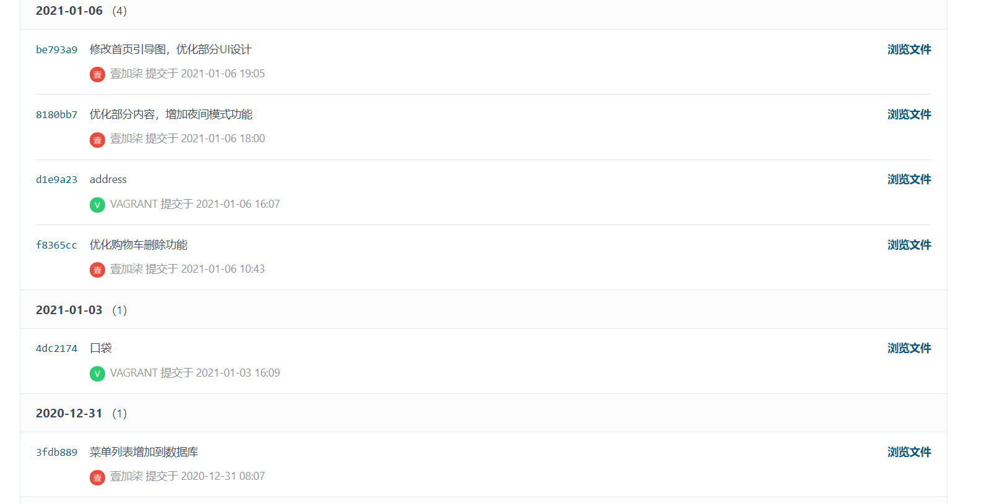 2021-01-06 (4)
be793a9 修改首页引导图，优化部分UI设计 浏览文件
壹 壹加柒 提交于 2021-01-06 19:05
8180bb7 优化部分内容，增加夜间模式功能 浏览文件
壹 壹加柒 提交于 2021-01-06 18:00
d1e9a23 address 浏览文件
V VAGRANT 提交于 2021-01-06 16:07
f8365cc 优化购物车删除功能 浏览文件
壹 壹加柒 提交于 2021-01-06 10:43
2021-01-03 (1)
4dc2174 口袋 浏览文件
V VAGRANT 提交于 2021-01-03 16:09
2020-12-31 (1)
3fdb889 菜单列表增加到数据库 浏览文件
壹 壹加柒 提交于 2020-12-31 08:07